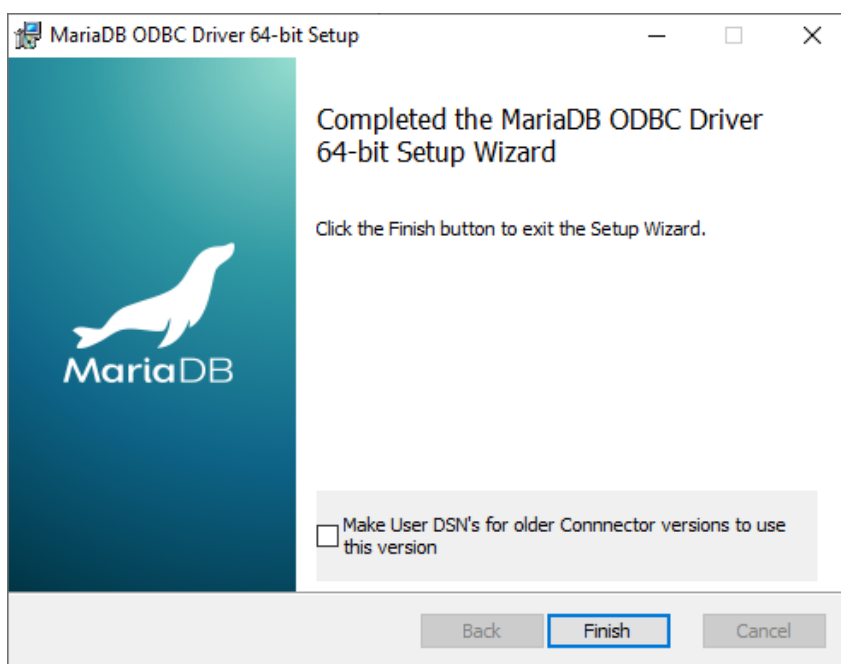 MariaDB ODBC Driver 64-bit Setup
Completed the MariaDB ODBC Driver
64-bit Setup Wizard
Click the Finish button to exit the Setup Wizard.
MariaDB
Make User DSN's for older Connnector versions to use
this version
Back
Finish
Cancel